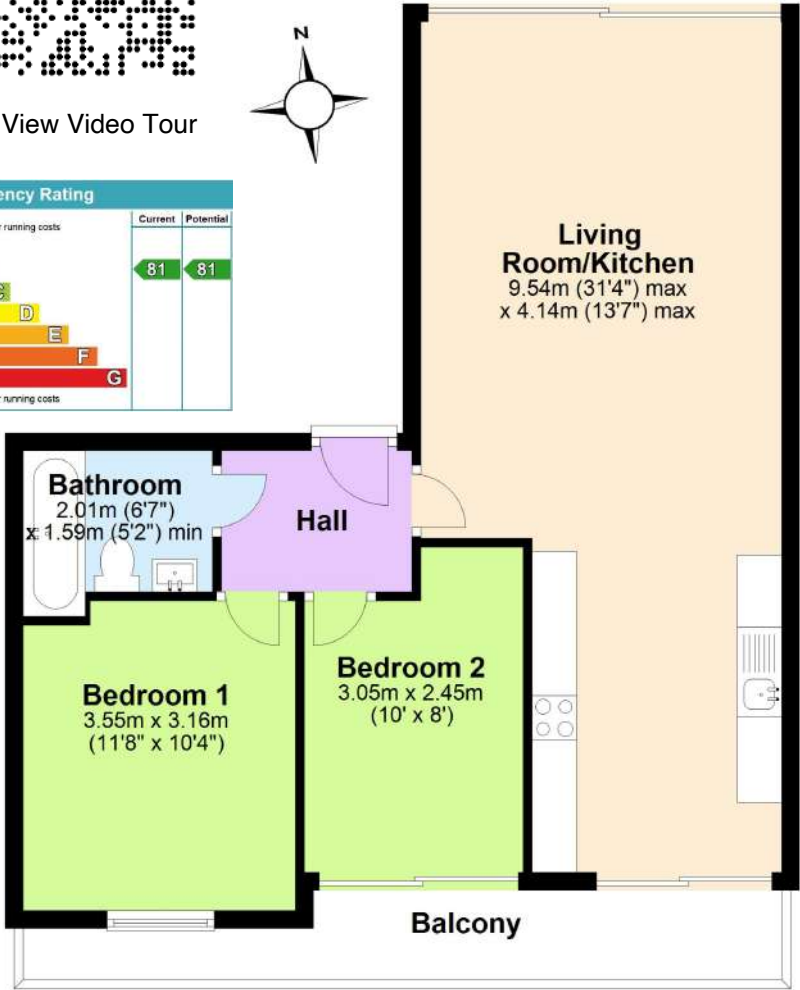 View Video Tour
N
ency Rating
running costs
Current Potential
81 81
C
D
E
F
G
running costs
Living
Room/Kitchen
9.54m (31'4") max
x 4.14m (13'7") max
Bathroom
2.01m (6'7")
x 1.59m (5'2") min
Hall
Bedroom 1
3.55m x 3.16m
(11'8" x 10'4")
Bedroom 2
3.05m x 2.45m
(10' x 8')
Balcony